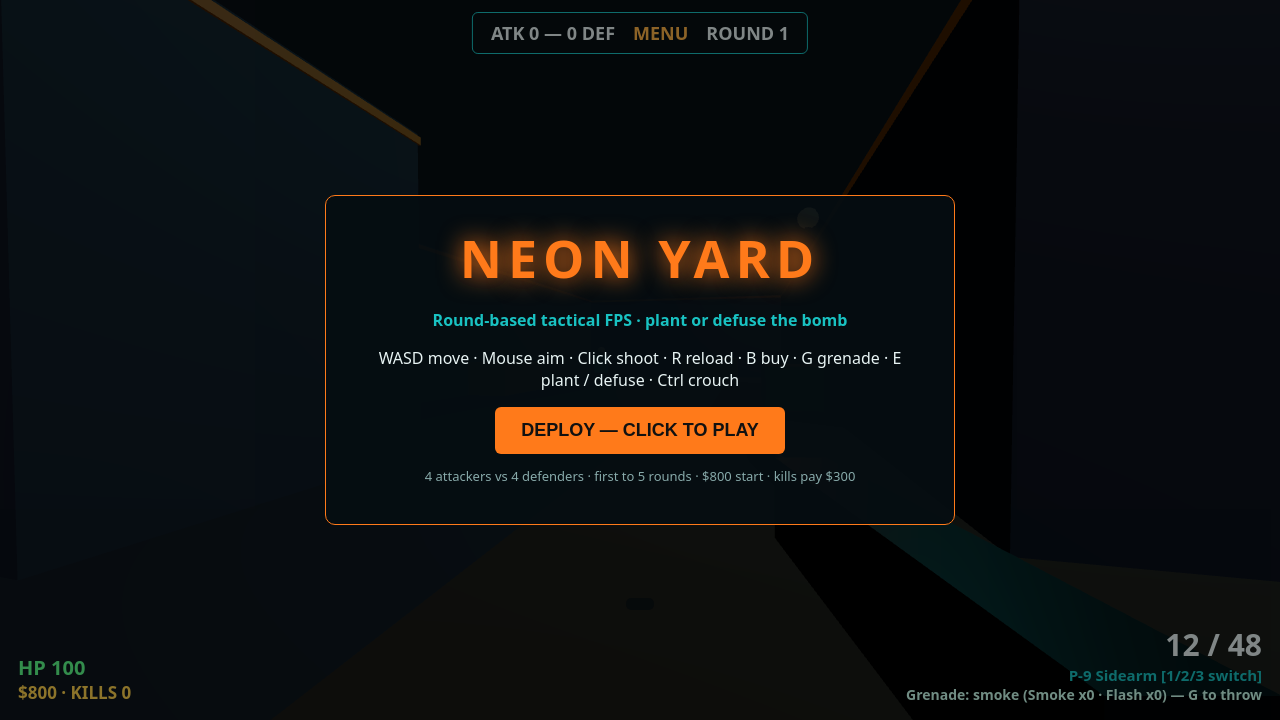 ATK 0 — 0 DEF MENU ROUND 1
NEON YARD
Round-based tactical FPS · plant or defuse the bomb
WASD move · Mouse aim · Click shoot · R reload · B buy · G grenade · E
plant / defuse · Ctrl crouch
DEPLOY — CLICK TO PLAY
4 attackers vs 4 defenders · first to 5 rounds · $800 start · kills pay $300
HP 100
$800 · KILLS 0
12 / 48
P-9 Sidearm [1/2/3 switch]
Grenade: smoke (Smoke x0 · Flash x0) — G to throw